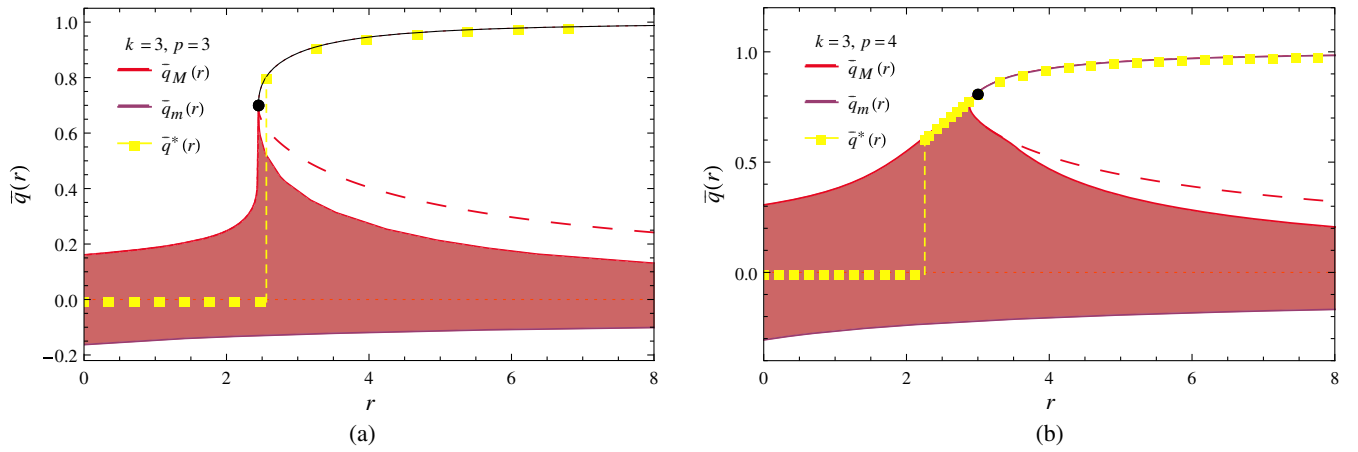 k = 3, p = 3
q̄_M(r)
q̄_m(r)
q̄*(r)
q̄(r)
1.0
0.8
0.6
0.4
0.2
0.0
−0.2
0
2
4
6
8
r
(a)
k = 3, p = 4
q̄_M(r)
q̄_m(r)
q̄*(r)
q̄(r)
1.0
0.5
0.0
0
2
4
6
8
r
(b)